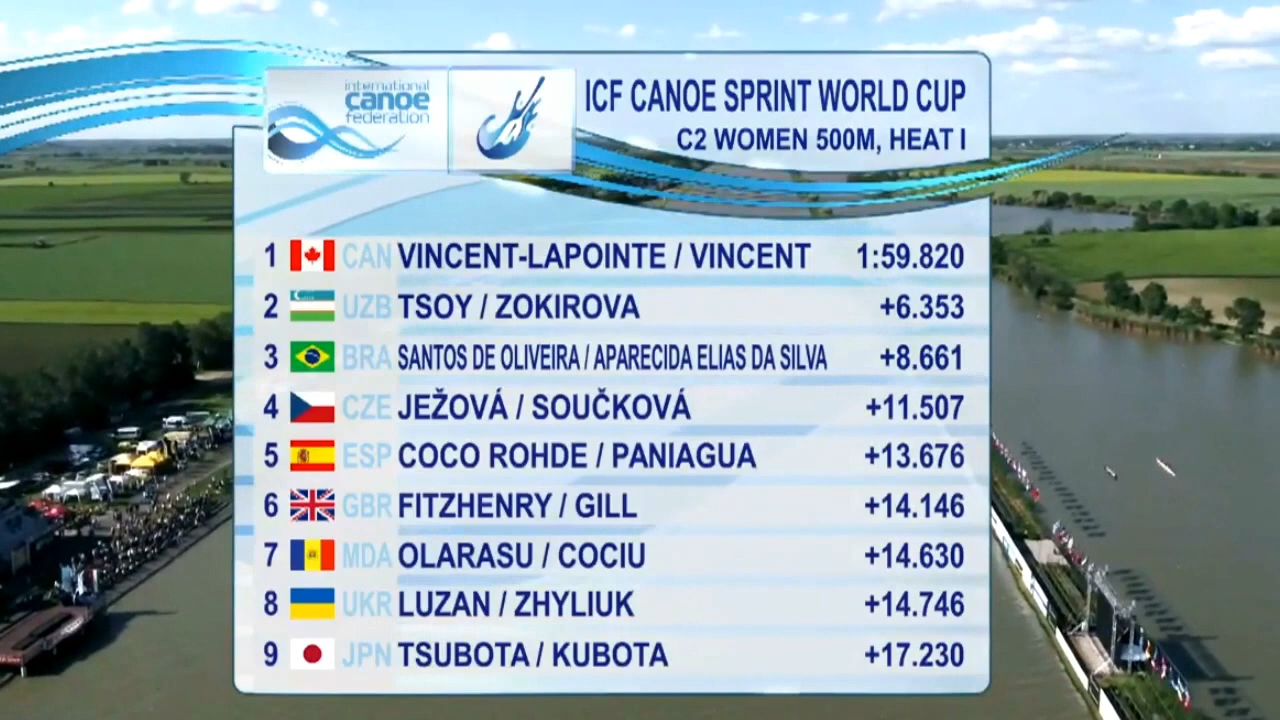 international
canoe
federation
ICF CANOE SPRINT WORLD CUP
C2 WOMEN 500M, HEAT I
1 CAN VINCENT-LAPOINTE / VINCENT 1:59.820
2 UZB TSOY / ZOKIROVA +6.353
3 BRA SANTOS DE OLIVEIRA / APARECIDA ELIAS DA SILVA +8.661
4 CZE JEŽOVÁ / SOUČKOVÁ +11.507
5 ESP COCO ROHDE / PANIAGUA +13.676
6 GBR FITZHENRY / GILL +14.146
7 MDA OLARASU / COCIU +14.630
8 UKR LUZAN / ZHYLIUK +14.746
9 JPN TSUBOTA / KUBOTA +17.230